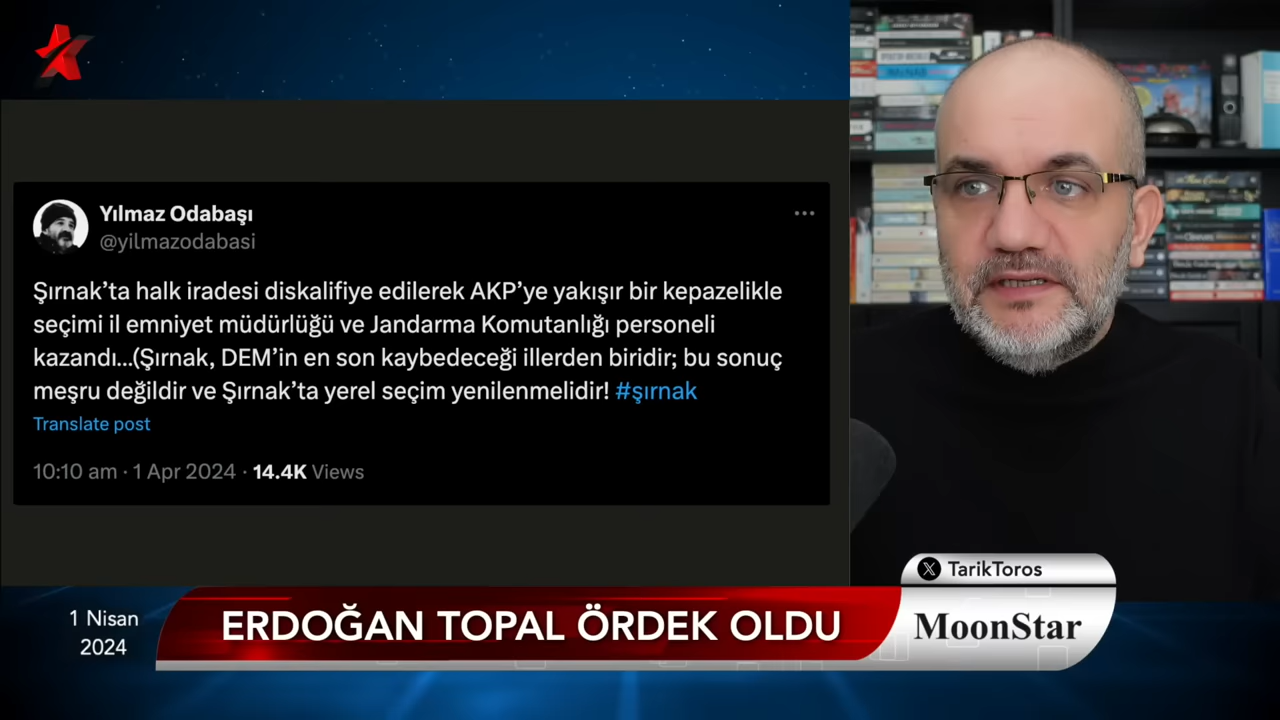 Yılmaz Odabaşı
@yilmazodabasi
Şırnak’ta halk iradesi diskalifiye edilerek AKP’ye yakışır bir kepazelikle
seçimi il emniyet müdürlüğü ve Jandarma Komutanlığı personeli
kazandı...(Şırnak, DEM’in en son kaybedeceği illerden biridir; bu sonuç
meşru değildir ve Şırnak’ta yerel seçim yenilenmelidir! #şırnak
Translate post
10:10 am · 1 Apr 2024 · 14.4K Views
TarikToros
1 Nisan
2024
ERDOĞAN TOPAL ÖRDEK OLDU
MoonStar